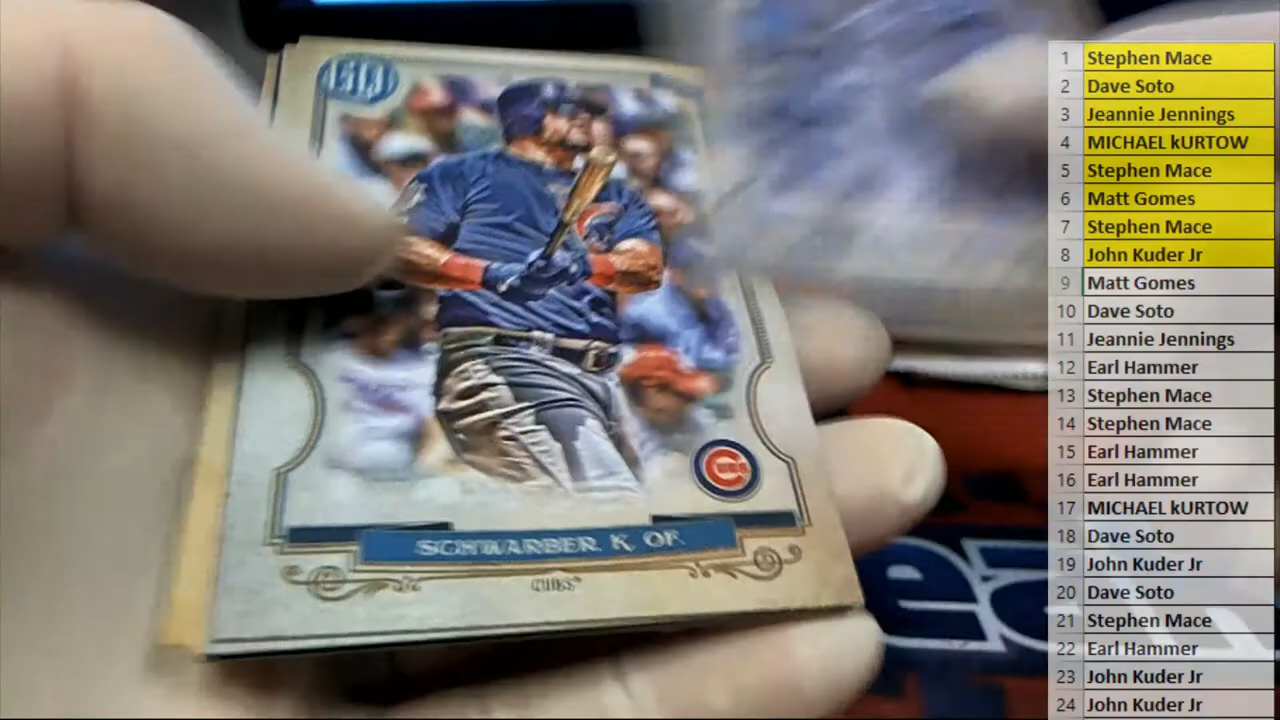 SCHWARBER, K. OF.
CUBS
CUBS
1 Stephen Mace
2 Dave Soto
3 Jeannie Jennings
4 MICHAEL kURTOW
5 Stephen Mace
6 Matt Gomes
7 Stephen Mace
8 John Kuder Jr
9 Matt Gomes
10 Dave Soto
11 Jeannie Jennings
12 Earl Hammer
13 Stephen Mace
14 Stephen Mace
15 Earl Hammer
16 Earl Hammer
17 MICHAEL kURTOW
18 Dave Soto
19 John Kuder Jr
20 Dave Soto
21 Stephen Mace
22 Earl Hammer
23 John Kuder Jr
24 John Kuder Jr